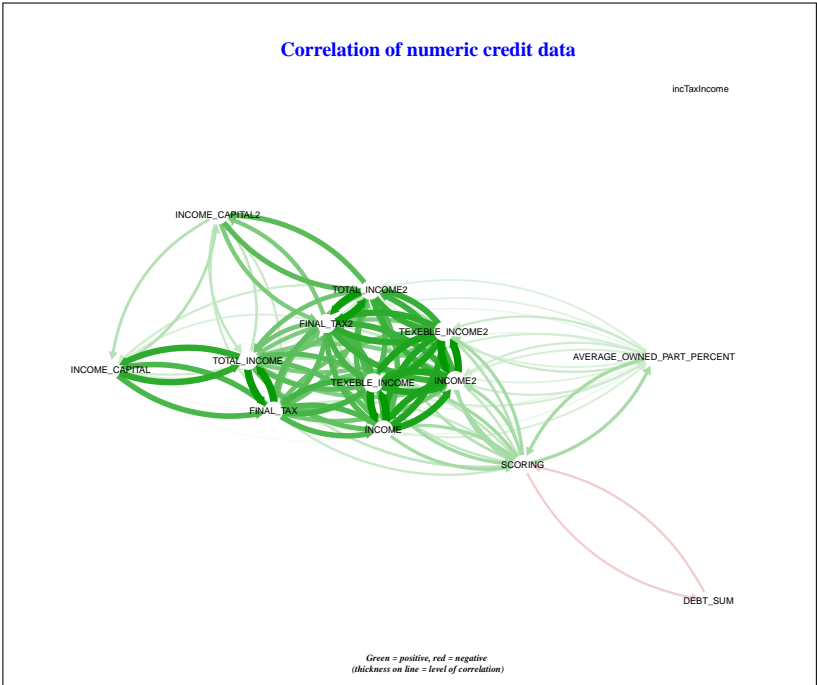 Correlation of numeric credit data
incTaxIncome
INCOME_CAPITAL2
TOTAL_INCOME2
FINAL_TAX2
TEXEBLE_INCOME2
AVERAGE_OWNED_PART_PERCENT
TOTAL_INCOME
INCOME_CAPITAL
TEXEBLE_INCOME
INCOME2
FINAL_TAX
INCOME
SCORING
DEBT_SUM
Green = positive, red = negative
(thickness on line = level of correlation)